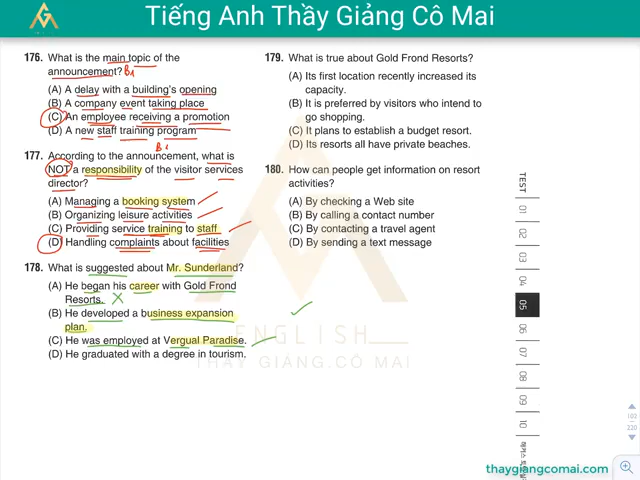 Tiếng Anh Thầy Giảng Cô Mai
176. What is the main topic of the
announcement? B1
(A) A delay with a building's opening
(B) A company event taking place
(C) An employee receiving a promotion
(D) A new staff training program
B1
177. According to the announcement, what is
NOT a responsibility of the visitor services
director?
(A) Managing a booking system
(B) Organizing leisure activities
(C) Providing service training to staff
(D) Handling complaints about facilities
178. What is suggested about Mr. Sunderland?
(A) He began his career with Gold Frond
Resorts.
(B) He developed a business expansion
plan.
(C) He was employed at Vergual Paradise.
(D) He graduated with a degree in tourism.
179. What is true about Gold Frond Resorts?
(A) Its first location recently increased its
capacity.
(B) It is preferred by visitors who intend to
go shopping.
(C) It plans to establish a budget resort.
(D) Its resorts all have private beaches.
180. How can people get information on resort
activities?
(A) By checking a Web site
(B) By calling a contact number
(C) By contacting a travel agent
(D) By sending a text message
ENGLISH
THẦY GIẢNG.CÔ MAI
TEST
01
02
03
04
05
06
07
08
09
10
102
220
thaygiangcomai.com